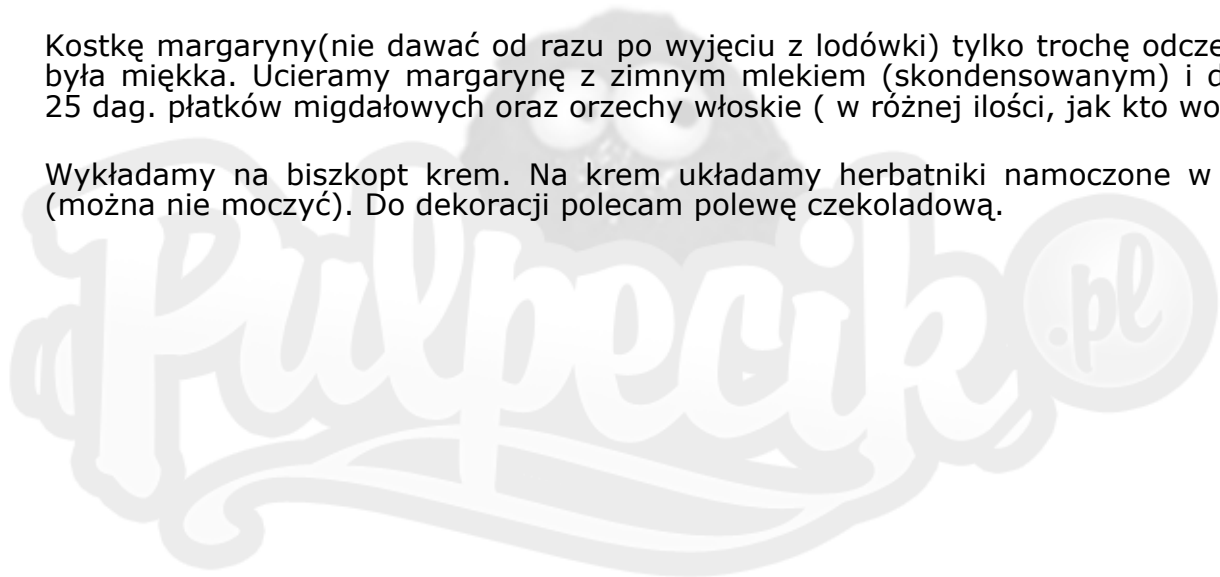 Kostkę margaryny(nie dawać od razu po wyjęciu z lodówki) tylko trochę
była miękka. Ucieramy margarynę z zimnym mlekiem (skondensowanym) i
25 dag. płatków migdałowych oraz orzechy włoskie ( w różnej ilości, jak kto
Wykładamy na biszkopt krem. Na krem układamy herbatniki namoczone w
(można nie moczyć). Do dekoracji polecam polewę czekoladową.
Pulpecik .pl